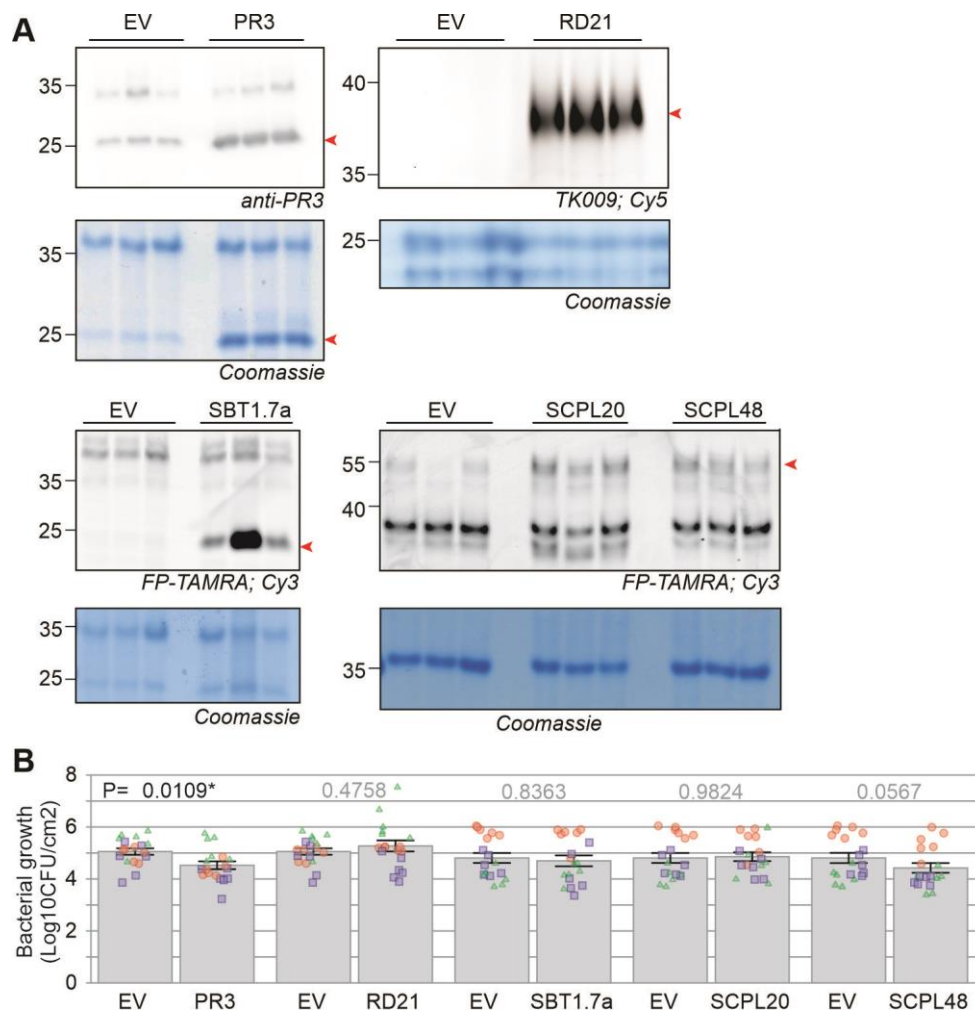 A
EV PR3
35
25
anti-PR3
35
25
Coomassie
EV RD21
40
35
TK009; Cy5
25
Coomassie
EV SBT1.7a
35
25
FP-TAMRA; Cy3
35
25
Coomassie
EV SCPL20 SCPL48
55
40
FP-TAMRA; Cy3
35
Coomassie
B
Bacterial growth
(Log10CFU/cm2)
8
6
4
2
0
P= 0.0109* 0.4758 0.8363 0.9824 0.0567
EV PR3 EV RD21 EV SBT1.7a EV SCPL20 EV SCPL48